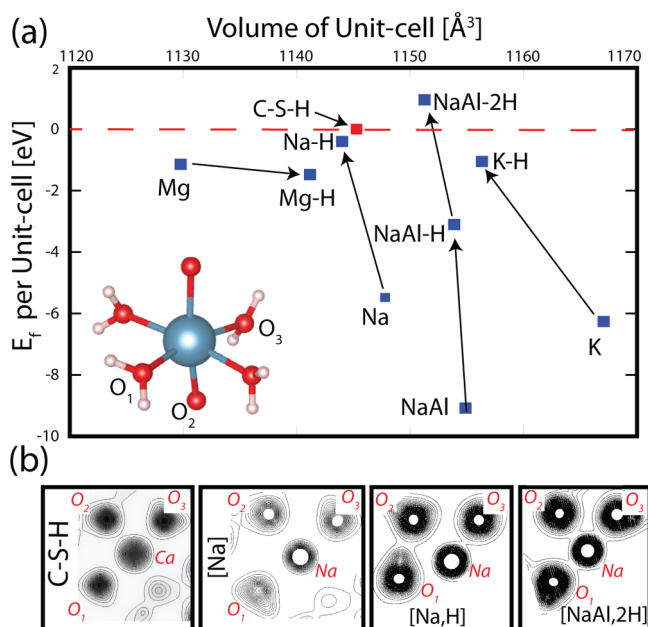 (a)
Volume of Unit-cell [Å³]
1120 1130 1140 1150 1160 1170
E_f per Unit-cell [eV]
2
0
-2
-4
-6
-8
-10
C-S-H
NaAl-2H
Na-H
K-H
Mg
Mg-H
NaAl-H
Na
K
NaAl
O₃
O₁
O₂
(b)
C-S-H
O₂ O₃
Ca
O₁
[Na]
O₂ O₃
Na
O₁
O₂ O₃
Na
O₁
[Na,H]
O₂ O₃
Na
O₁
[NaAl,2H]